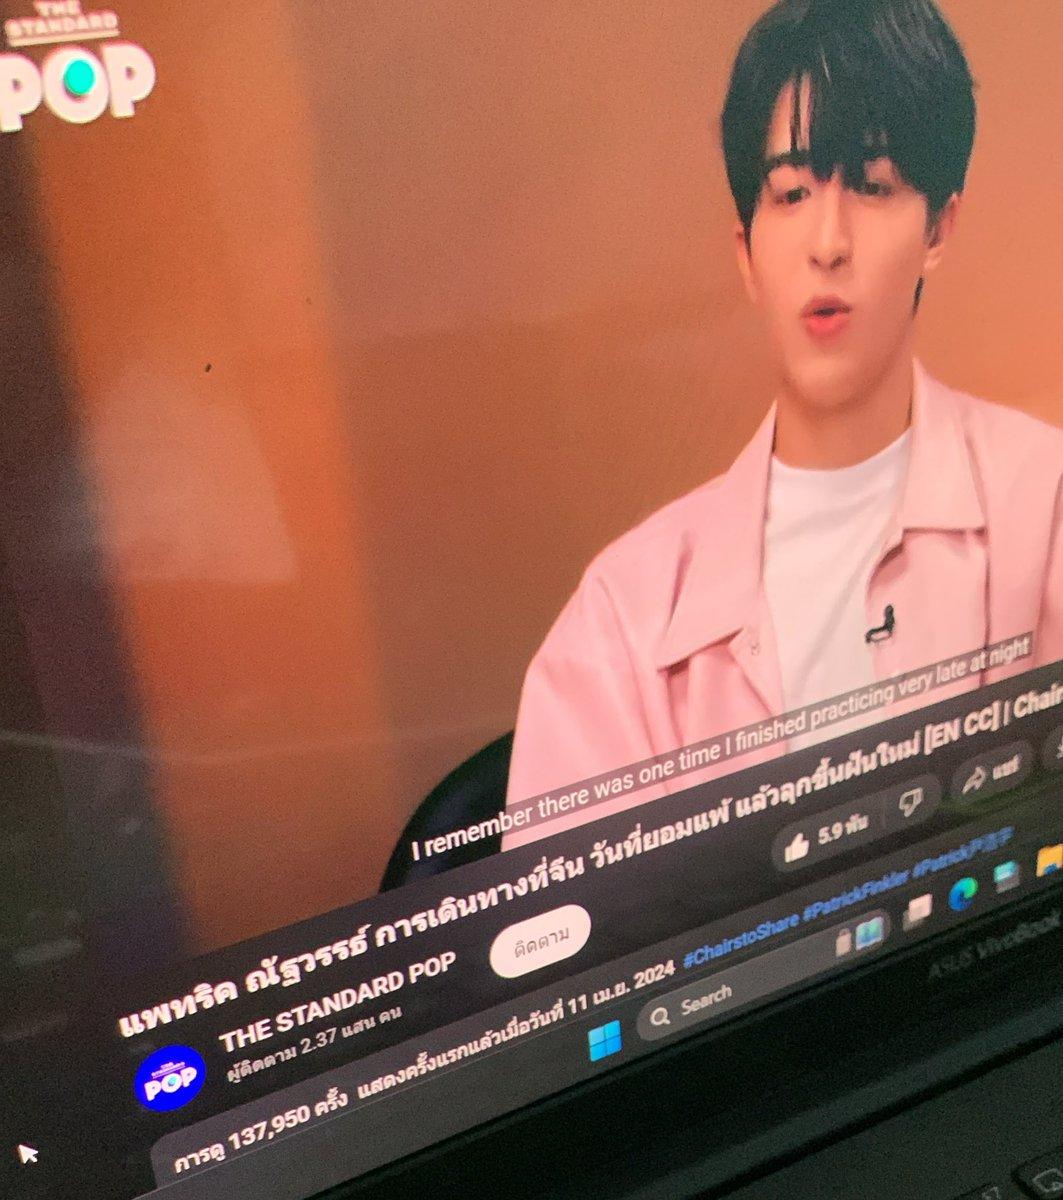 THE
STANDARD
POP
I remember there was one time I finished practicing very late at night
แพทริค ณัฐวรรธ์ การเดินทางที่จีน วันที่ยอมแพ้ แล้วลุกขึ้นฝันใหม่ [EN CC] | Chair
THE STANDARD POP
ผู้ติดตาม 2.37 แสน คน
ติดตาม
5.9 พัน
แชร์
POP
การดู 137,950 ครั้ง แสดงครั้งแรกแล้วเมื่อวันที่ 11 เม.ย. 2024 #ChairstoShare #PatrickFinkler #Patrick尹浩宇
Search
ASUS VivoBook